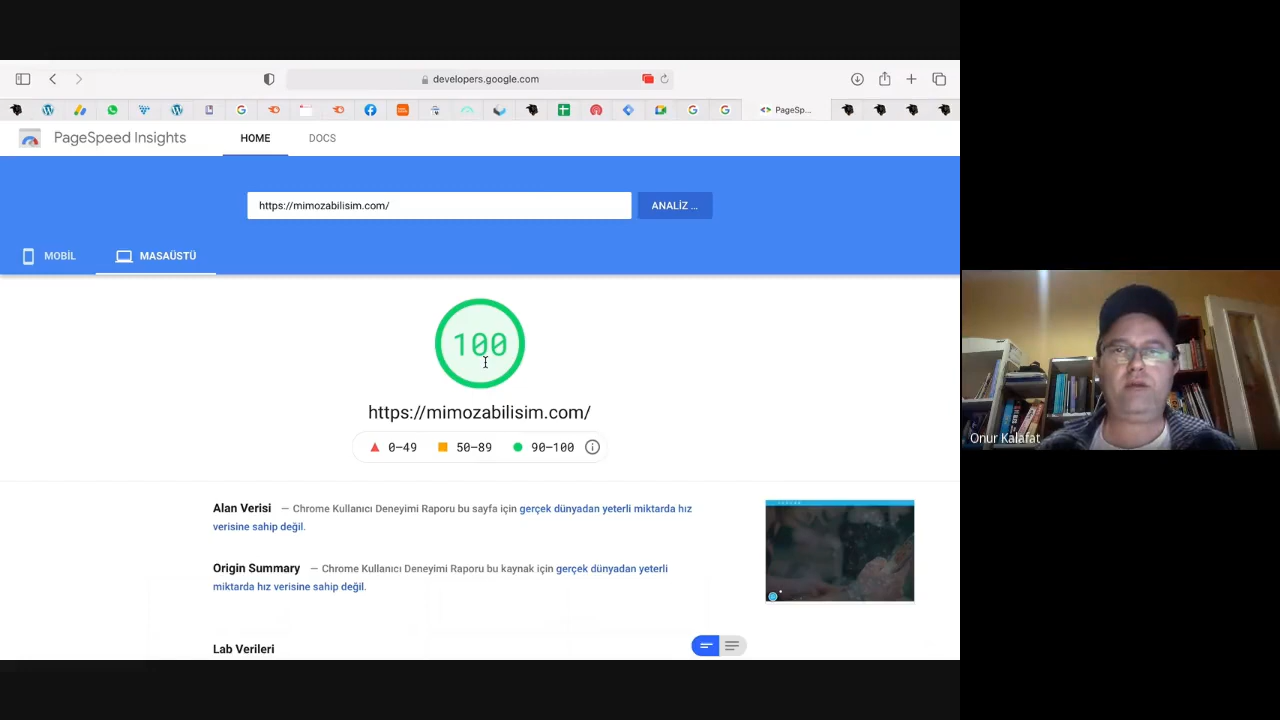 developers.google.com
PageSp...
PageSpeed Insights
HOME
DOCS
https://mimozabilisim.com/
ANALİZ ...
MOBİL
MASAÜSTÜ
100
https://mimozabilisim.com/
0–49
50–89
90–100
Alan Verisi — Chrome Kullanıcı Deneyimi Raporu bu sayfa için gerçek dünyadan yeterli miktarda hız
verisine sahip değil.
Origin Summary — Chrome Kullanıcı Deneyimi Raporu bu kaynak için gerçek dünyadan yeterli
miktarda hız verisine sahip değil.
Lab Verileri
Onur Kalafat